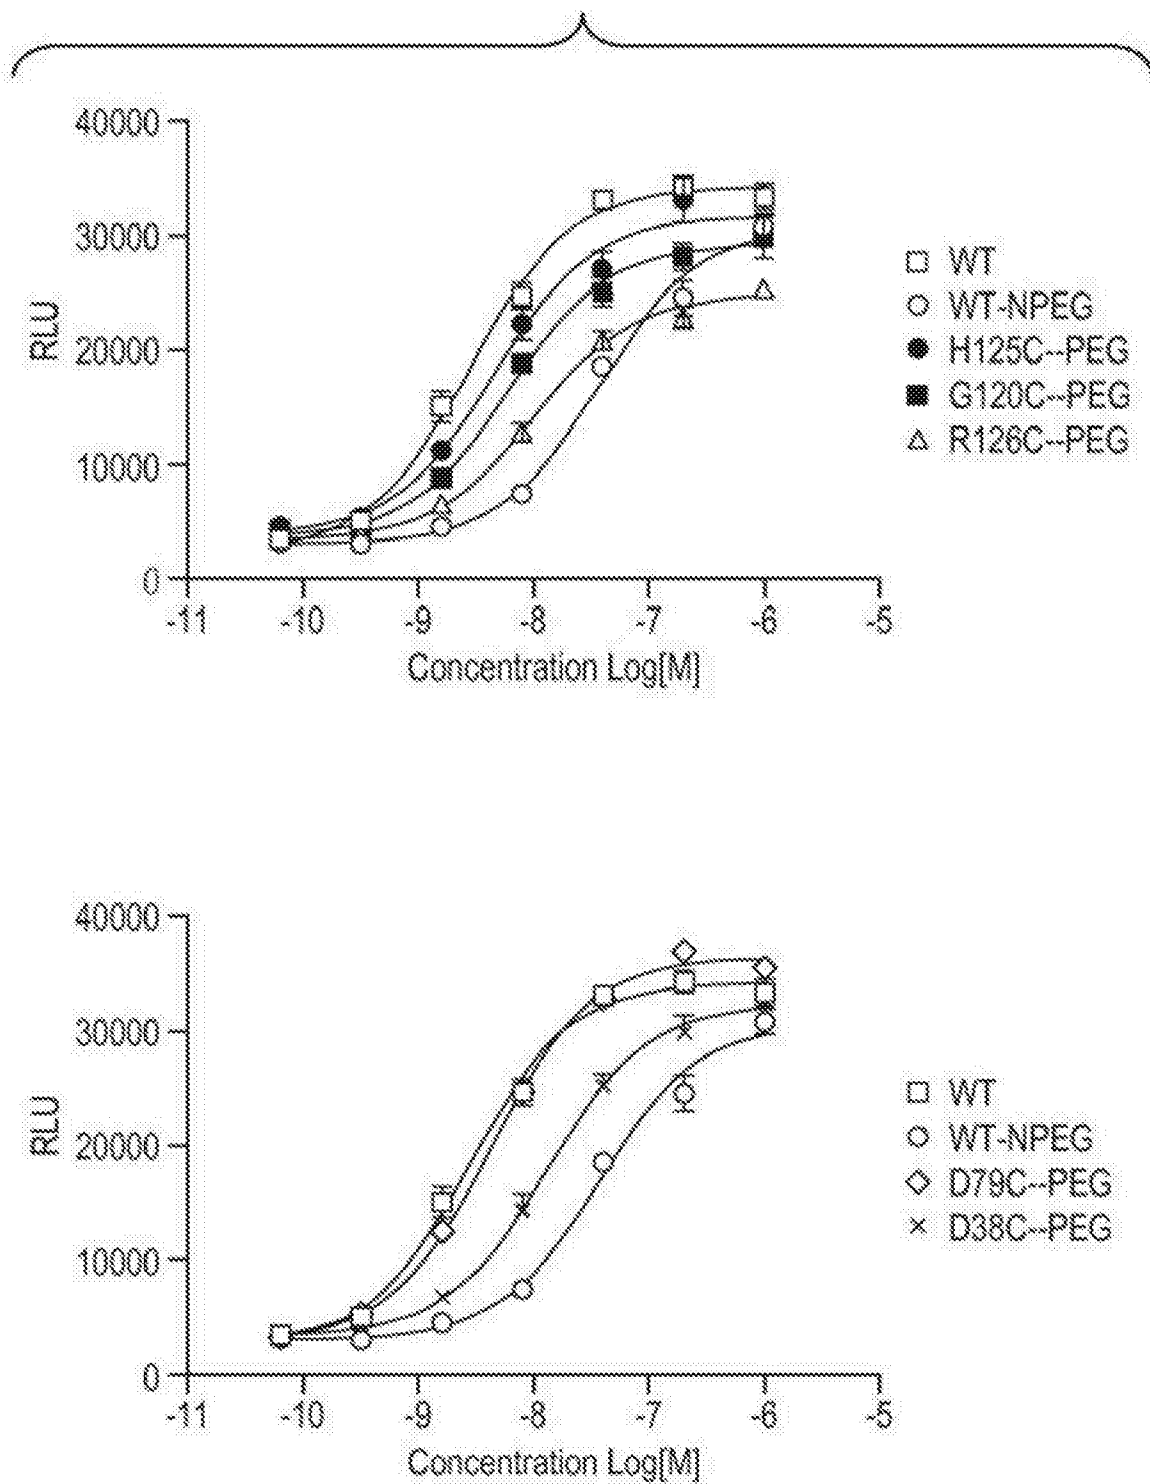 40000
30000
20000
10000
0
RLU
-11 -10 -9 -8 -7 -6 -5
Concentration Log[M]
WT
WT-NPEG
H125C--PEG
G120C--PEG
R126C--PEG
40000
30000
20000
10000
0
RLU
-11 -10 -9 -8 -7 -6 -5
Concentration Log[M]
WT
WT-NPEG
D79C--PEG
D38C--PEG